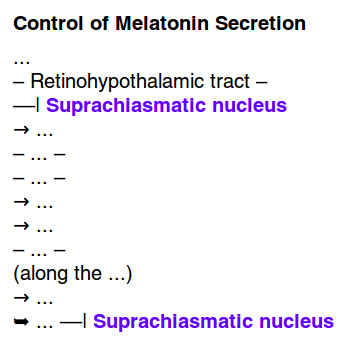 Control of Melatonin Secretion
...
– Retinohypothalamic tract –
—| Suprachiasmatic nucleus
→ ...
– ... –
– ... –
→ ...
→ ...
– ... –
(along the ...)
→ ...
➥ ... —| Suprachiasmatic nucleus